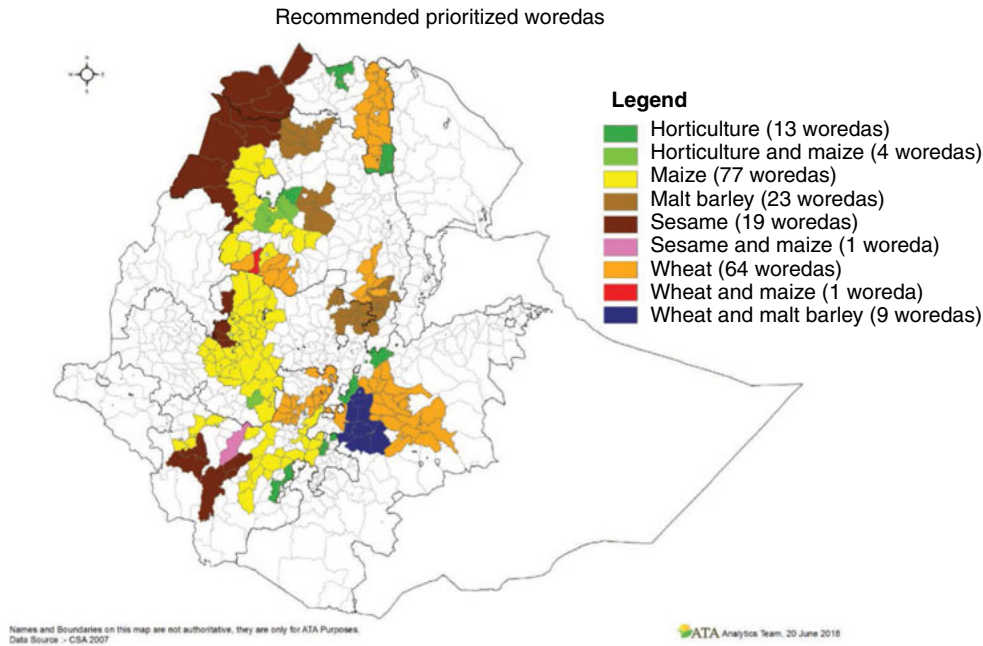 Recommended prioritized woredas
N
W
E
S
Legend
Horticulture (13 woredas)
Horticulture and maize (4 woredas)
Maize (77 woredas)
Malt barley (23 woredas)
Sesame (19 woredas)
Sesame and maize (1 woreda)
Wheat (64 woredas)
Wheat and maize (1 woreda)
Wheat and malt barley (9 woredas)
Names and Boundaries on this map are not authoritative, they are only for ATA Purposes.
Data Source :- CSA 2007
ATA Analytics Team, 20 June 2018